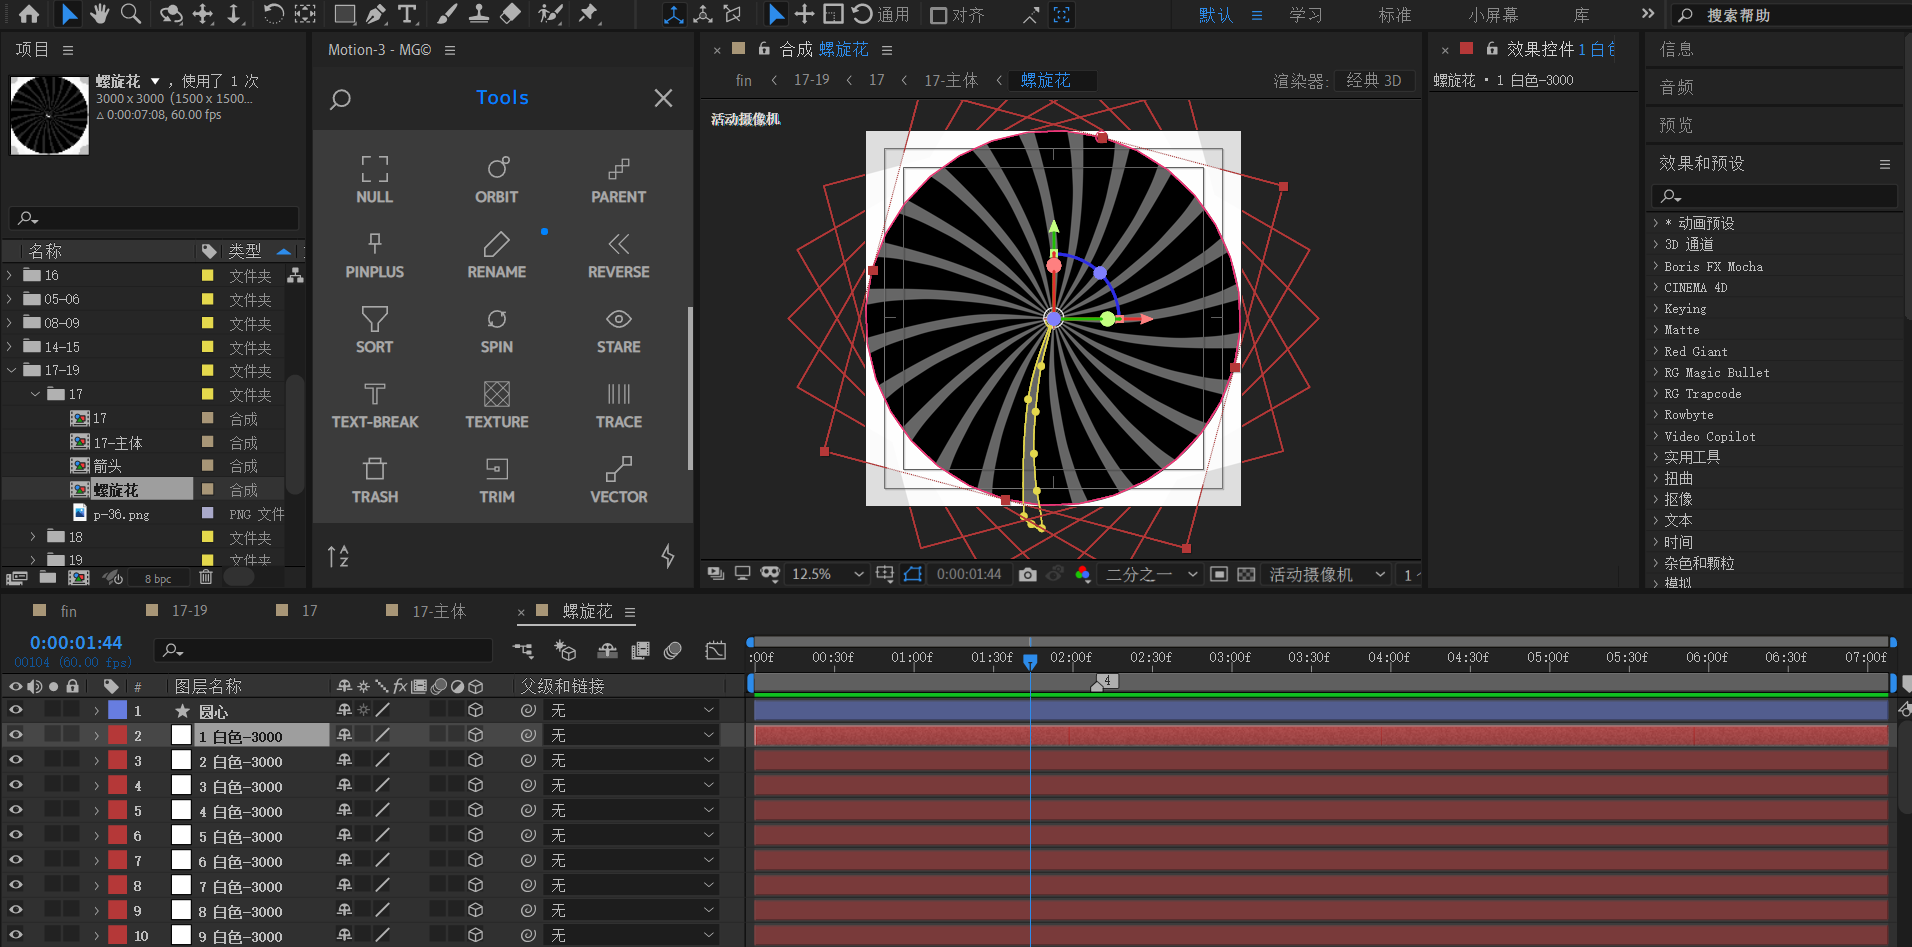 通用
对齐
默认
学习
标准
小屏幕
库
搜索帮助
项目
螺旋花 ，使用了 1 次
3000 x 3000 (1500 x 1500...
△ 0:00:07:08, 60.00 fps
名称
类型
16 文件夹
05-06 文件夹
08-09 文件夹
14-15 文件夹
17-19 文件夹
17 文件夹
17 合成
17-主体 合成
箭头 合成
螺旋花 合成
p-36.png PNG 文件
18 文件夹
19 文件夹
8 bpc
Motion-3 - MG©
Tools
NULL
ORBIT
PARENT
PINPLUS
RENAME
REVERSE
SORT
SPIN
STARE
TEXT-BREAK
TEXTURE
TRACE
TRASH
TRIM
VECTOR
A
Z
合成 螺旋花
fin
17-19
17
17-主体
螺旋花
渲染器:
经典 3D
活动摄像机
12.5%
0:00:01:44
二分之一
活动摄像机
1
效果控件 1 白色
螺旋花 • 1 白色-3000
信息
音频
预览
效果和预设
* 动画预设
3D 通道
Boris FX Mocha
CINEMA 4D
Keying
Matte
Red Giant
RG Magic Bullet
RG Trapcode
Rowbyte
Video Copilot
实用工具
扭曲
抠像
文本
时间
杂色和颗粒
模拟
fin
17-19
17
17-主体
螺旋花
0:00:01:44
00104 (60.00 fps)
:00f
00:30f
01:00f
01:30f
02:00f
02:30f
03:00f
03:30f
04:00f
04:30f
05:00f
05:30f
06:00f
06:30f
07:00f
#
图层名称
fx
父级和链接
4
1 圆心 无
2 1 白色-3000 无
3 2 白色-3000 无
4 3 白色-3000 无
5 4 白色-3000 无
6 5 白色-3000 无
7 6 白色-3000 无
8 7 白色-3000 无
9 8 白色-3000 无
10 9 白色-3000 无